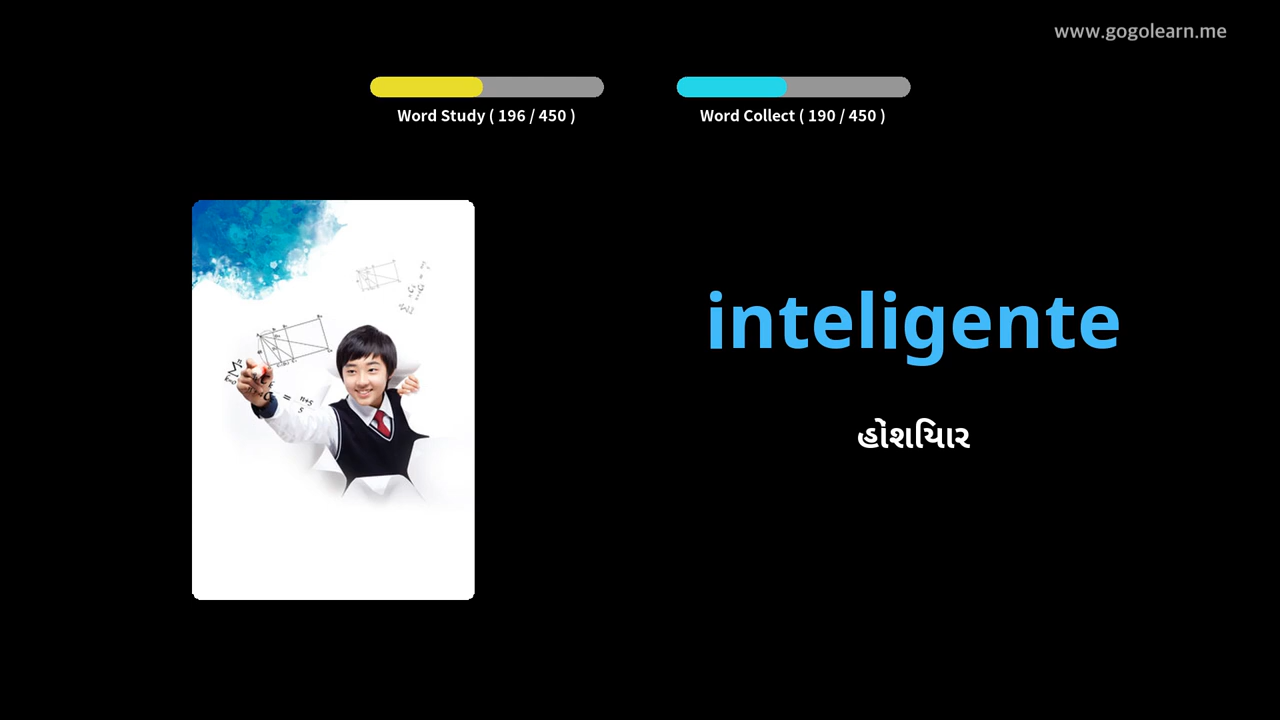 www.gogolearn.me
Word Study ( 196 / 450 )
Word Collect ( 190 / 450 )
inteligente
હોંશિયાર